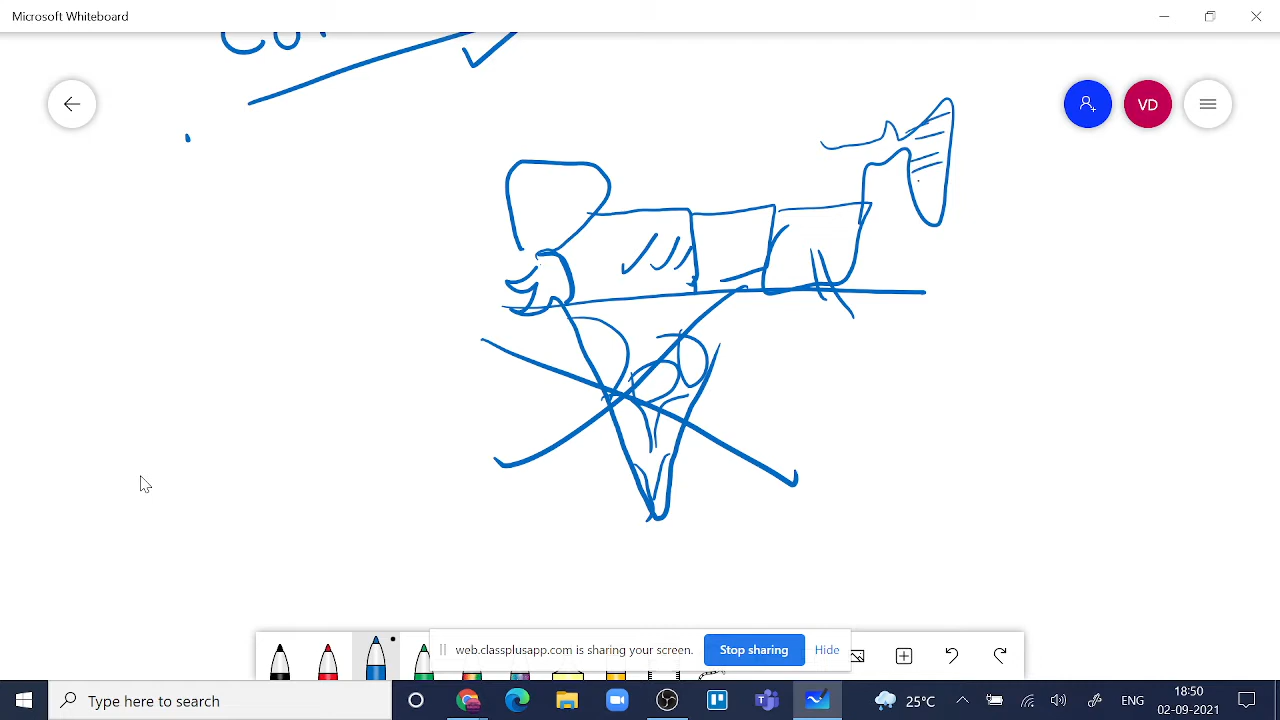 Microsoft Whiteboard
VD
web.classplusapp.com is sharing your screen.
Stop sharing
Hide
Type here to search
25°C
ENG
18:50
02-09-2021